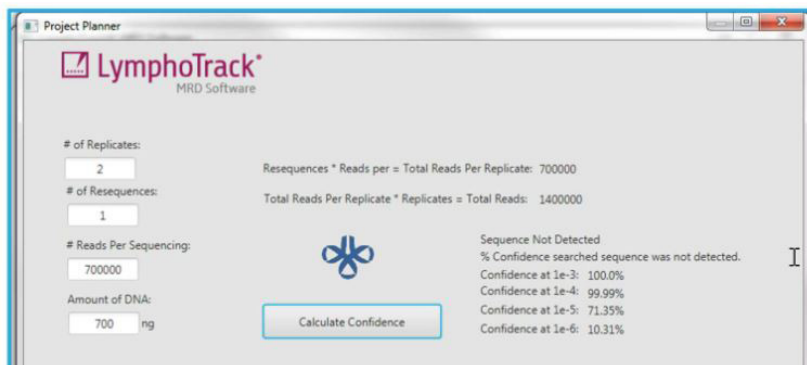 Project Planner
LymphoTrack®
MRD Software
# of Replicates:
2
# of Resequences:
1
# Reads Per Sequencing:
700000
Amount of DNA:
700 ng
Resequences * Reads per = Total Reads Per Replicate: 700000
Total Reads Per Replicate * Replicates = Total Reads: 1400000
Calculate Confidence
Sequence Not Detected
% Confidence searched sequence was not detected.
Confidence at 1e-3: 100.0%
Confidence at 1e-4: 99.99%
Confidence at 1e-5: 71.35%
Confidence at 1e-6: 10.31%